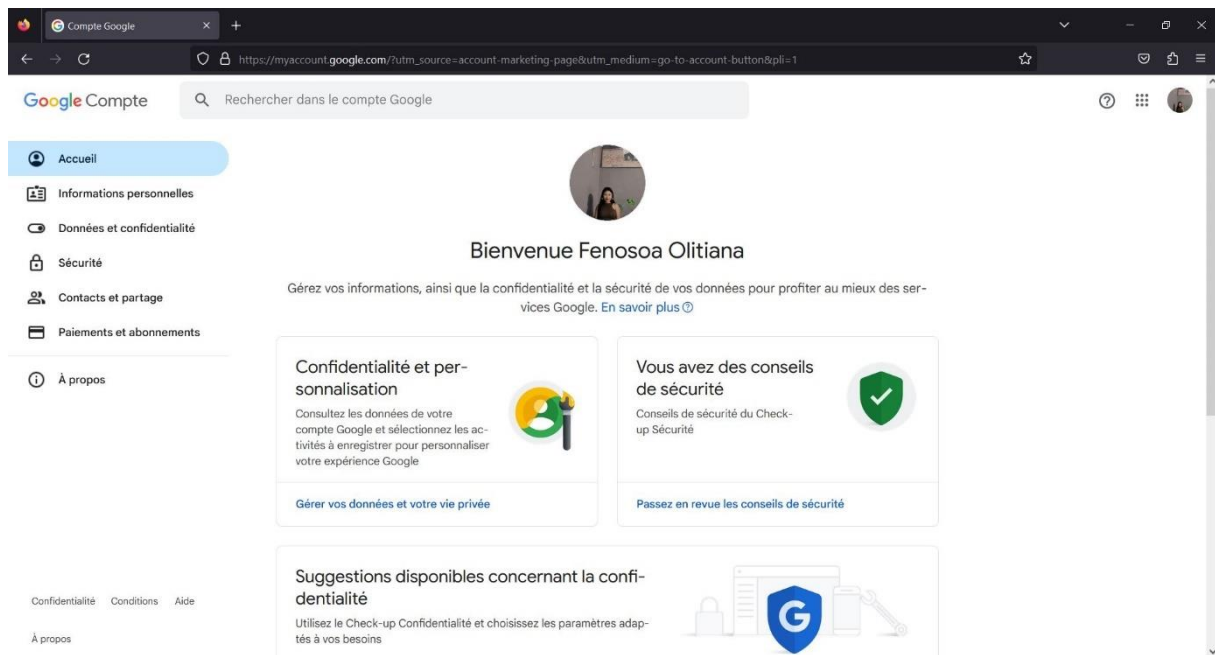 Compte Google
https://myaccount.google.com/?utm_source=account-marketing-page&utm_medium=go-to-account-button&pli=1
Google Compte
Rechercher dans le compte Google
Accueil
Informations personnelles
Données et confidentialité
Sécurité
Contacts et partage
Paiements et abonnements
À propos
Bienvenue Fenosoa Olitiana
Gérez vos informations, ainsi que la confidentialité et la sécurité de vos données pour profiter au mieux des ser-
vices Google. En savoir plus
Confidentialité et per-
sonnalisation
Consultez les données de votre
compte Google et sélectionnez les ac-
tivités à enregistrer pour personnaliser
votre expérience Google
Gérer vos données et votre vie privée
Vous avez des conseils
de sécurité
Conseils de sécurité du Check-
up Sécurité
Passez en revue les conseils de sécurité
Suggestions disponibles concernant la confi-
dentialité
Utilisez le Check-up Confidentialité et choisissez les paramètres adap-
tés à vos besoins
G
Confidentialité Conditions Aide
À propos